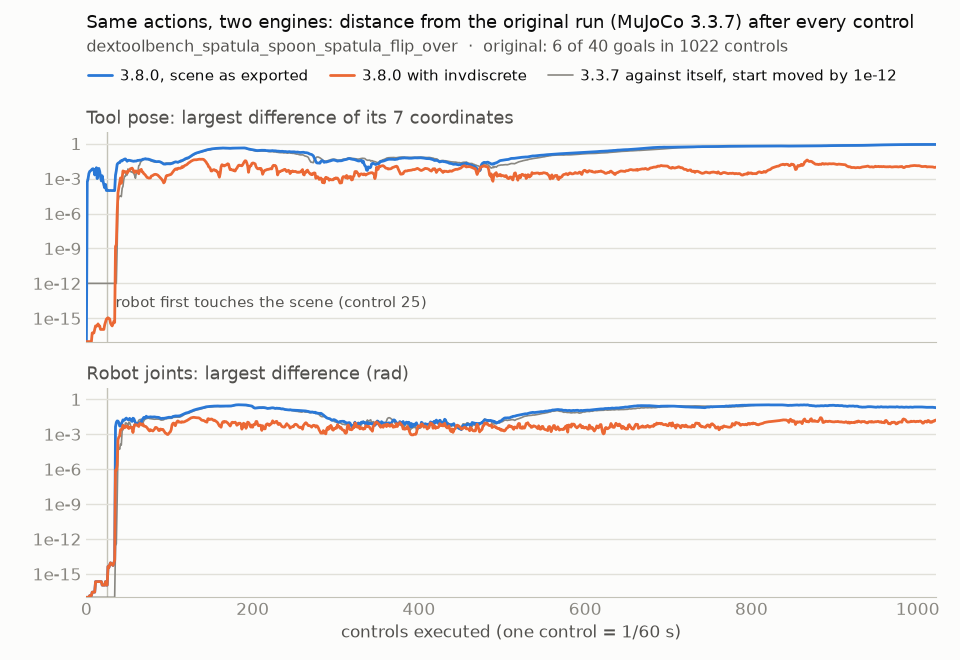 Same actions, two engines: distance from the original run (MuJoCo 3.3.7) after every control
dextoolbench_spatula_spoon_spatula_flip_over · original: 6 of 40 goals in 1022 controls
3.8.0, scene as exported 3.8.0 with invdiscrete 3.3.7 against itself, start moved by 1e-12
Tool pose: largest difference of its 7 coordinates
1
1e-3
1e-6
1e-9
1e-12
robot first touches the scene (control 25)
1e-15
Robot joints: largest difference (rad)
1
1e-3
1e-6
1e-9
1e-12
1e-15
0 200 400 600 800 1000
controls executed (one control = 1/60 s)